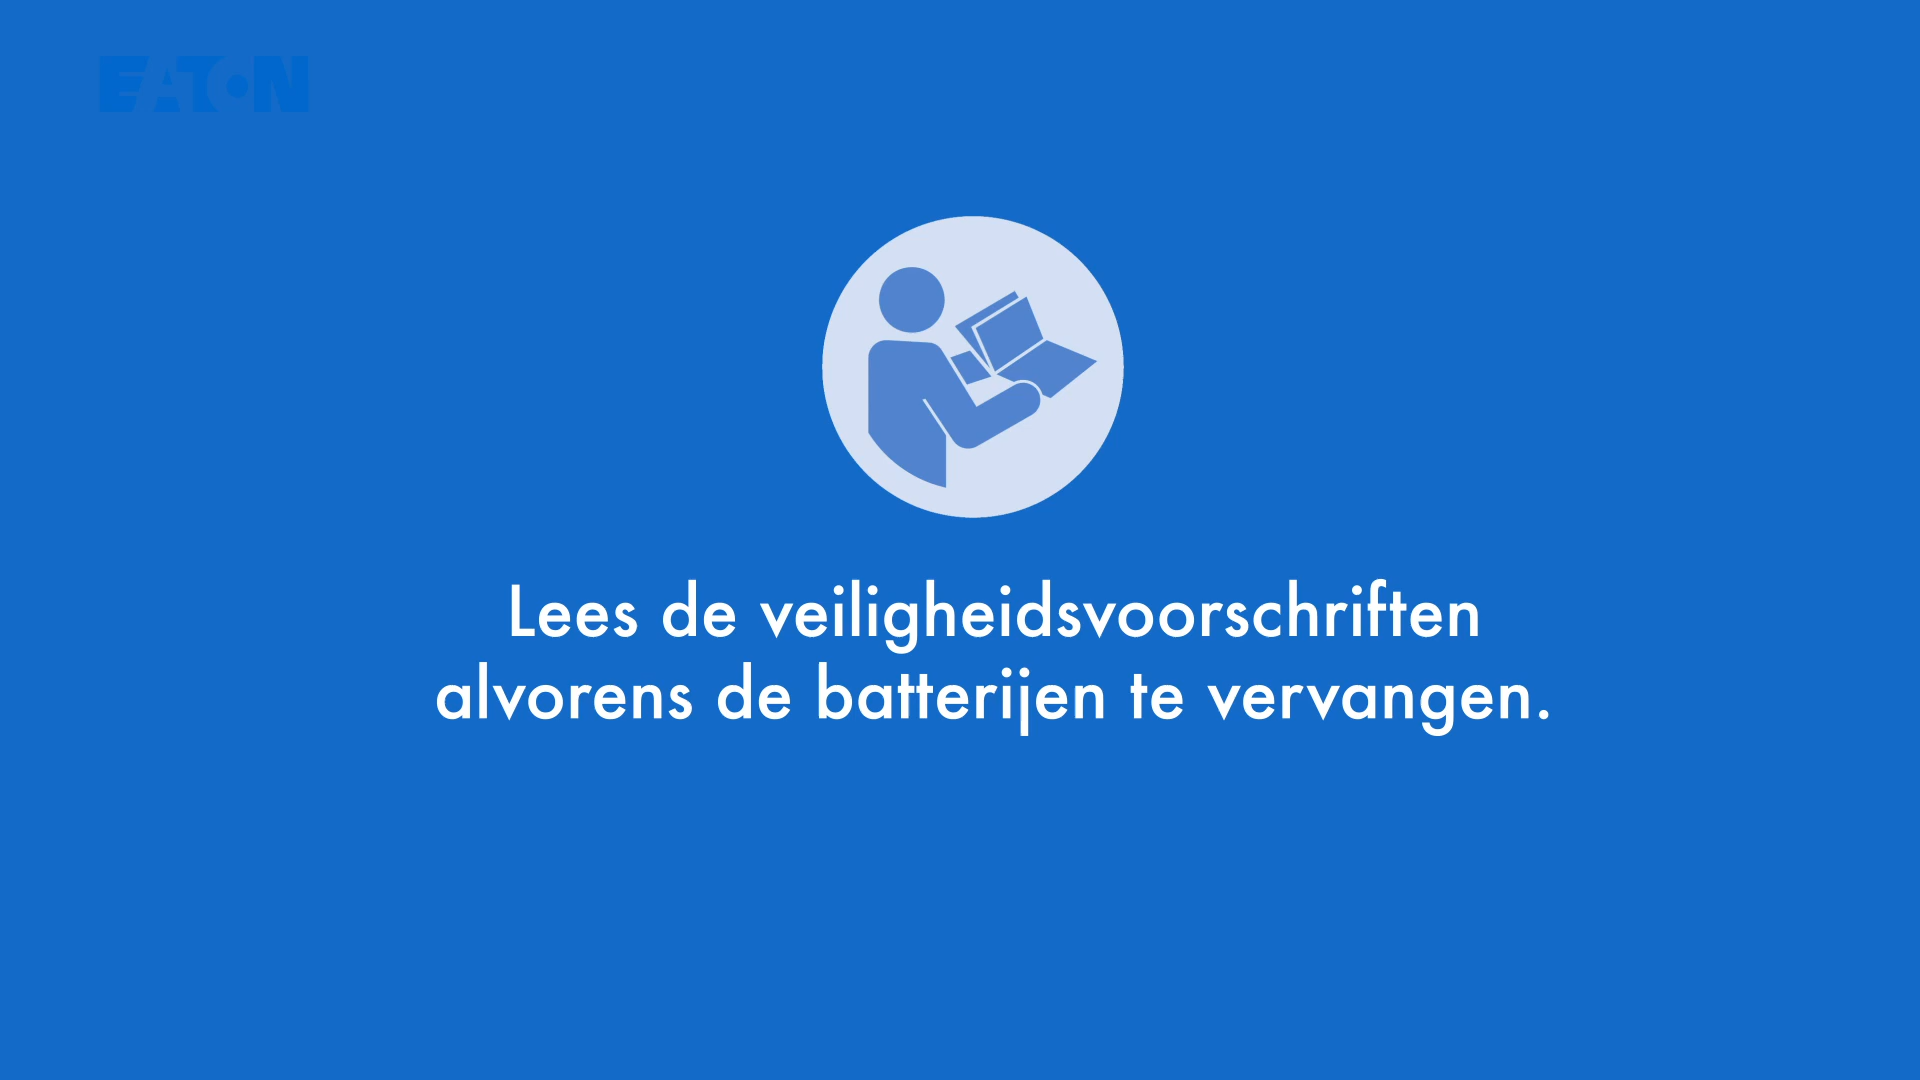 EATON
Lees de veiligheidsvoorschriften
alvorens de batterijen te vervangen.